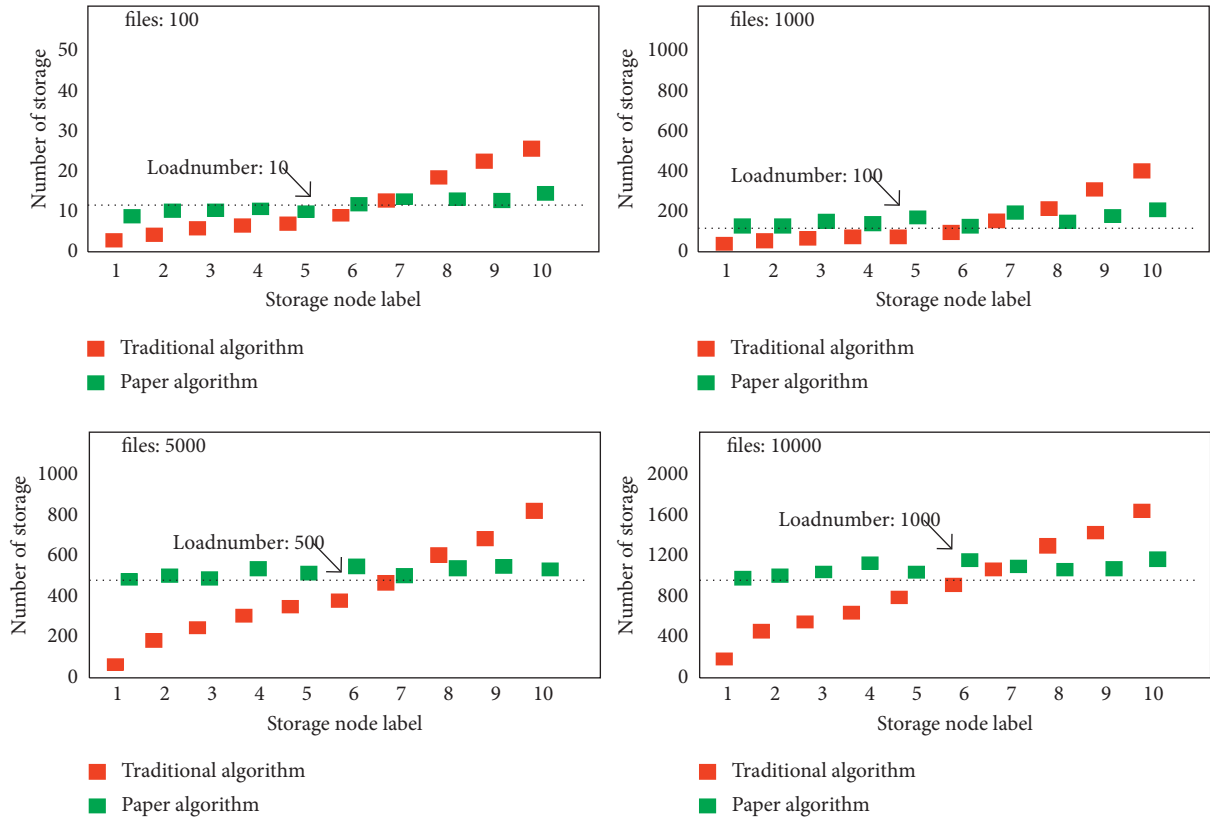 files: 100
Number of storage
50
40
30
20
10
0
Loadnumber: 10
1 2 3 4 5 6 7 8 9 10
Storage node label
Traditional algorithm
Paper algorithm
files: 1000
Number of storage
1000
800
600
400
200
0
Loadnumber: 100
1 2 3 4 5 6 7 8 9 10
Storage node label
Traditional algorithm
Paper algorithm
files: 5000
Number of storage
1000
800
600
400
200
0
Loadnumber: 500
1 2 3 4 5 6 7 8 9 10
Storage node label
Traditional algorithm
Paper algorithm
files: 10000
Number of storage
2000
1600
1200
800
400
0
Loadnumber: 1000
1 2 3 4 5 6 7 8 9 10
Storage node label
Traditional algorithm
Paper algorithm